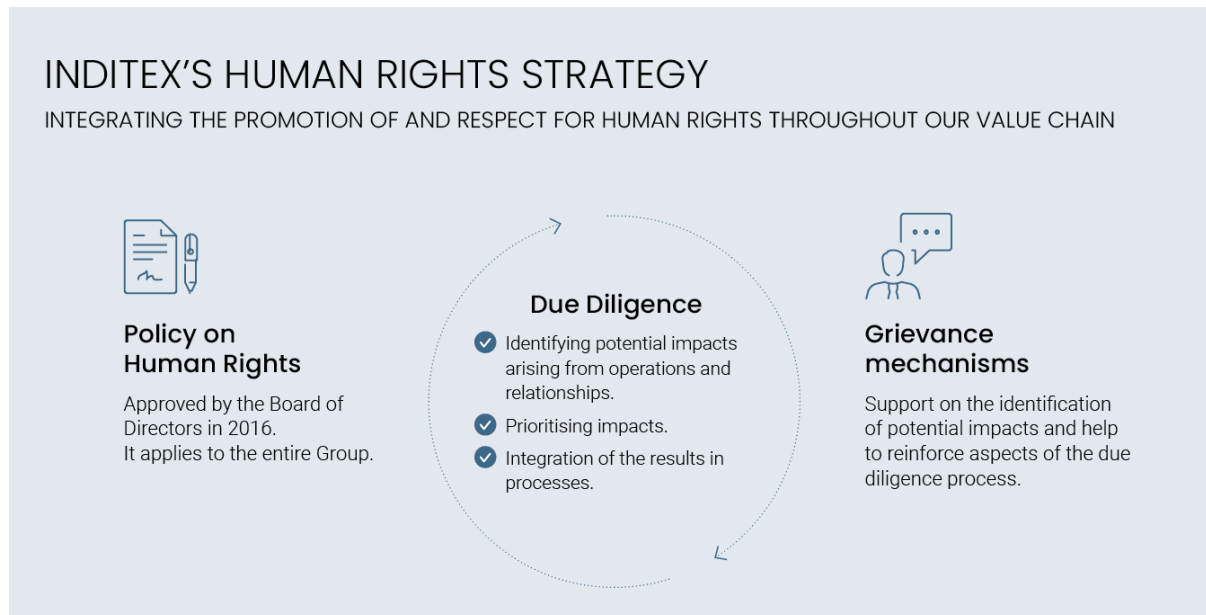 INDITEX’S HUMAN RIGHTS STRATEGY
INTEGRATING THE PROMOTION OF AND RESPECT FOR HUMAN RIGHTS THROUGHOUT OUR VALUE CHAIN
Policy on
Human Rights
Approved by the Board of
Directors in 2016.
It applies to the entire Group.
Due Diligence
Identifying potential impacts
arising from operations and
relationships.
Prioritising impacts.
Integration of the results in
processes.
Grievance
mechanisms
Support on the identification
of potential impacts and help
to reinforce aspects of the due
diligence process.